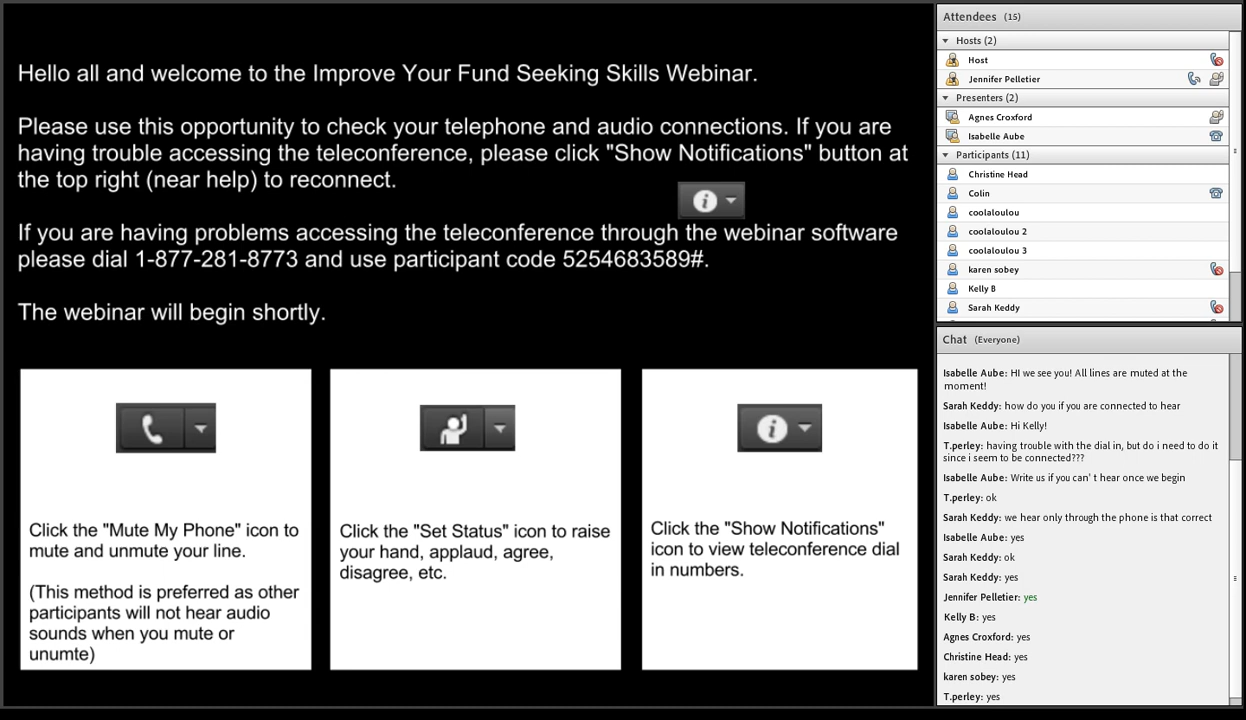 Hello all and welcome to the Improve Your Fund Seeking Skills Webinar.
Please use this opportunity to check your telephone and audio connections. If you are
having trouble accessing the teleconference, please click "Show Notifications" button at
the top right (near help) to reconnect.
If you are having problems accessing the teleconference through the webinar software
please dial 1-877-281-8773 and use participant code 5254683589#.
The webinar will begin shortly.
Click the "Mute My Phone" icon to
mute and unmute your line.
(This method is preferred as other
participants will not hear audio
sounds when you mute or
unumte)
Click the "Set Status" icon to raise
your hand, applaud, agree,
disagree, etc.
Click the "Show Notifications"
icon to view teleconference dial
in numbers.
Attendees (15)
Hosts (2)
Host
Jennifer Pelletier
Presenters (2)
Agnes Croxford
Isabelle Aube
Participants (11)
Christine Head
Colin
coolaloulou
coolaloulou 2
coolaloulou 3
karen sobey
Kelly B
Sarah Keddy
Chat (Everyone)
Isabelle Aube: HI we see you! All lines are muted at the
moment!
Sarah Keddy: how do you if you are connected to hear
Isabelle Aube: Hi Kelly!
T.perley: having trouble with the dial in, but do i need to do it
since i seem to be connected???
Isabelle Aube: Write us if you can' t hear once we begin
T.perley: ok
Sarah Keddy: we hear only through the phone is that correct
Isabelle Aube: yes
Sarah Keddy: ok
Sarah Keddy: yes
Jennifer Pelletier: yes
Kelly B: yes
Agnes Croxford: yes
Christine Head: yes
karen sobey: yes
T.perley: yes